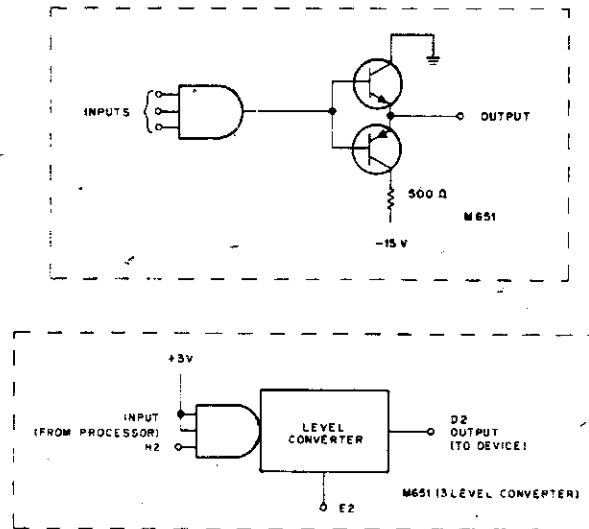 INPUTS
OUTPUT
500 Ω
M651
-15 V
+3V
INPUT
(FROM PROCESSOR)
H2
LEVEL
CONVERTER
D2
OUTPUT
(TO DEVICE)
E2
M651 (3 LEVEL CONVERTER)